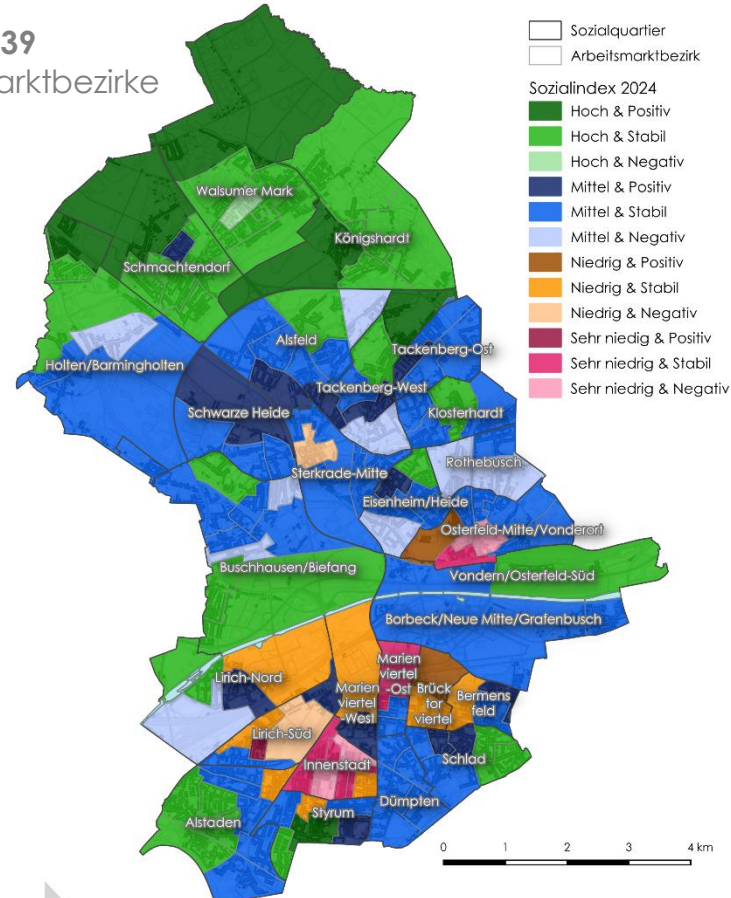 39
arktbezirke
Sozialquartier
Arbeitsmarktbezirk
Sozialindex 2024
Hoch & Positiv
Hoch & Stabil
Hoch & Negativ
Mittel & Positiv
Mittel & Stabil
Mittel & Negativ
Niedrig & Positiv
Niedrig & Stabil
Niedrig & Negativ
Sehr niedig & Positiv
Sehr niedrig & Stabil
Sehr niedrig & Negativ
Walsumer Mark
Königshardt
Schmachtendorf
Alsfeld
Tackenberg-Ost
Holten/Barmingholten
Tackenberg-West
Schwarze Heide
Klosterhardt
Rothebusch
Sterkrade-Mitte
Eisenheim/Heide
Osterfeld-Mitte/Vonderort
Buschhausen/Biefang
Vondern/Osterfeld-Süd
Borbeck/Neue Mitte/Grafenbusch
Lirich-Nord
Marien
viertel
-West
Marien
viertel
-Ost
Brück
tor
viertel
Bermens
feld
Lirich-Süd
Innenstadt
Schlad
Dümpten
Styrum
Alstaden
0 1 2 3 4 km